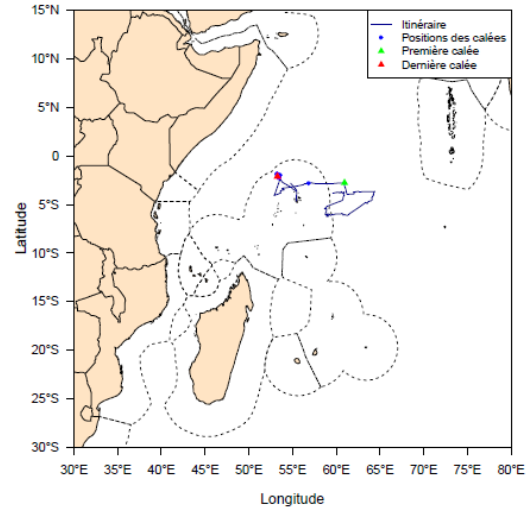 15°N
10°N
5°N
0
5°S
10°S
15°S
20°S
25°S
30°S
Latitude
Itinéraire
Positions des calées
Première calée
Dernière calée
30°E 35°E 40°E 45°E 50°E 55°E 60°E 65°E 70°E 75°E 80°E
Longitude